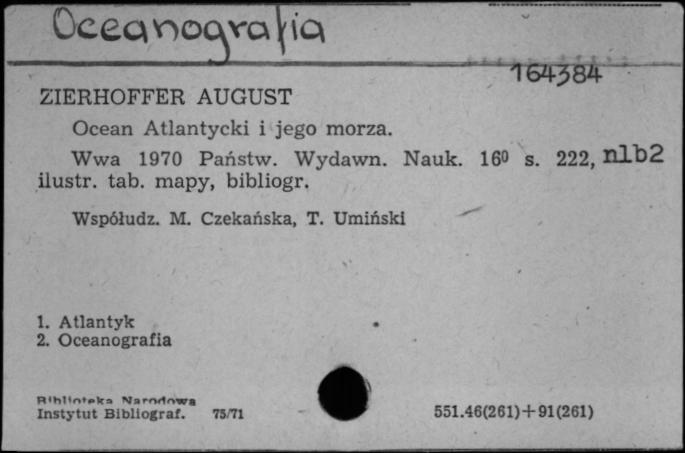 Oceanografia
164384
ZIERHOFFER AUGUST
Ocean Atlantycki i jego morza.
Wwa 1970 Państw. Wydawn. Nauk. 16⁰ s. 222, nlb2
ilustr. tab. mapy, bibliogr.
Współudz. M. Czekańska, T. Umiński
1. Atlantyk
2. Oceanografia
Biblioteka Narodowa
Instytut Bibliograf. 75/71
551.46(261)+91(261)